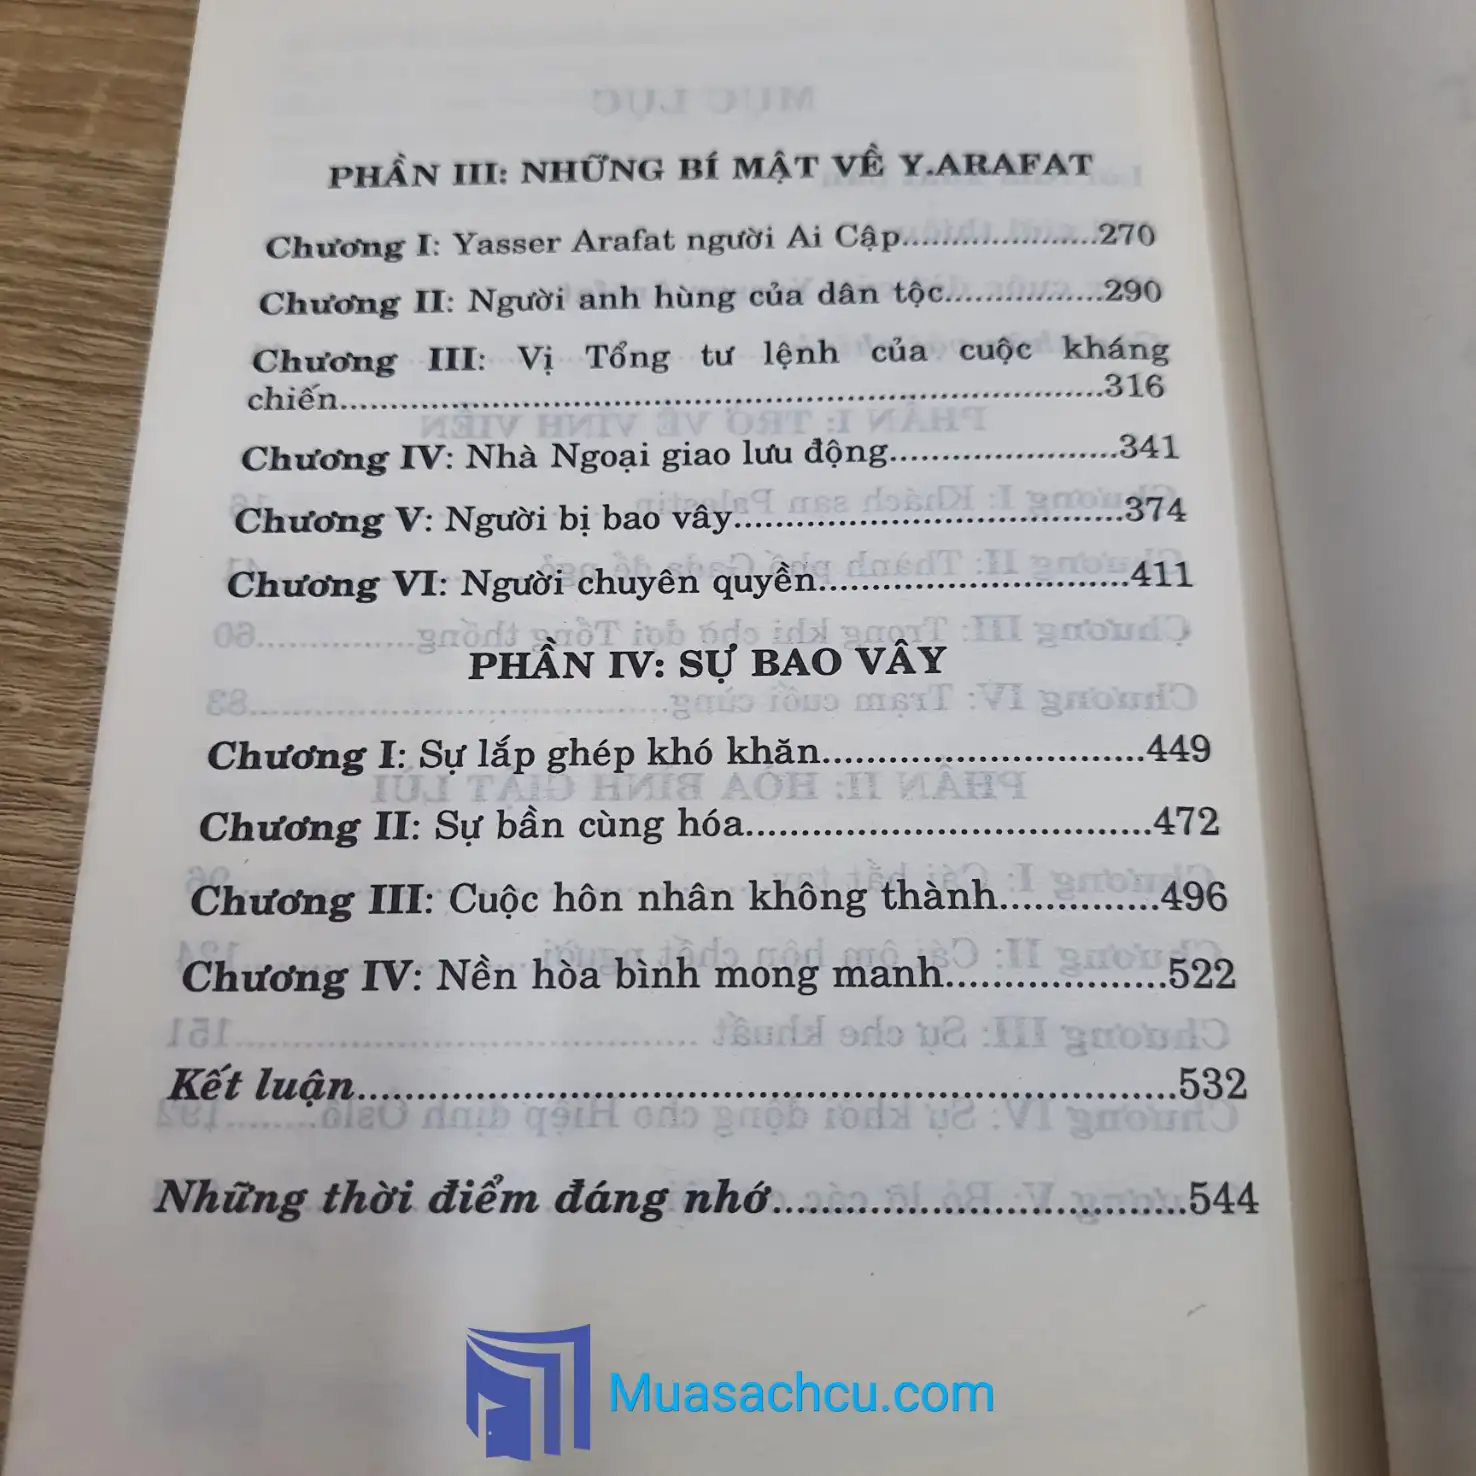 PHẦN III: NHỮNG BÍ MẬT VỀ Y.ARAFAT
Chương I: Yasser Arafat người Ai Cập.....................270
Chương II: Người anh hùng của dân tộc.................290
Chương III: Vị Tổng tư lệnh của cuộc kháng
chiến...............................................................................316
Chương IV: Nhà Ngoại giao lưu động.......................341
Chương V: Người bị bao vây.......................................374
Chương VI: Người chuyên quyền...............................411
PHẦN IV: SỰ BAO VÂY
Chương I: Sự lắp ghép khó khăn...............................449
Chương II: Sự bần cùng hóa.......................................472
Chương III: Cuộc hôn nhân không thành..............496
Chương IV: Nền hòa bình mong manh...................522
Kết luận.........................................................................532
Những thời điểm đáng nhớ...................................544
Muasachcu.com